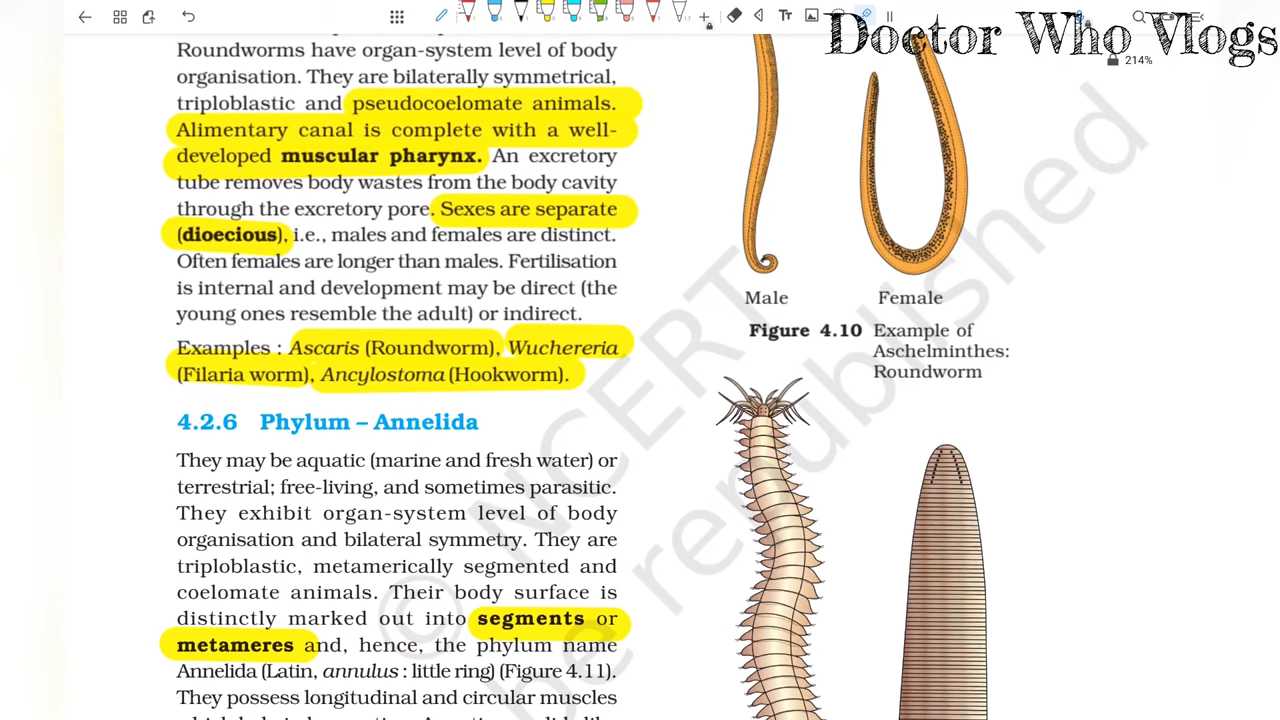 Doctor Who Vlogs
214%
Roundworms have organ-system level of body
organisation. They are bilaterally symmetrical,
triploblastic and pseudocoelomate animals.
Alimentary canal is complete with a well-
developed muscular pharynx. An excretory
tube removes body wastes from the body cavity
through the excretory pore. Sexes are separate
(dioecious), i.e., males and females are distinct.
Often females are longer than males. Fertilisation
is internal and development may be direct (the
young ones resemble the adult) or indirect.
Examples : Ascaris (Roundworm), Wuchereria
(Filaria worm), Ancylostoma (Hookworm).
4.2.6 Phylum – Annelida
They may be aquatic (marine and fresh water) or
terrestrial; free-living, and sometimes parasitic.
They exhibit organ-system level of body
organisation and bilateral symmetry. They are
triploblastic, metamerically segmented and
coelomate animals. Their body surface is
distinctly marked out into segments or
metameres and, hence, the phylum name
Annelida (Latin, annulus : little ring) (Figure 4.11).
They possess longitudinal and circular muscles
Male Female
Figure 4.10 Example of
Aschelminthes:
Roundworm
© NCERT
be republished